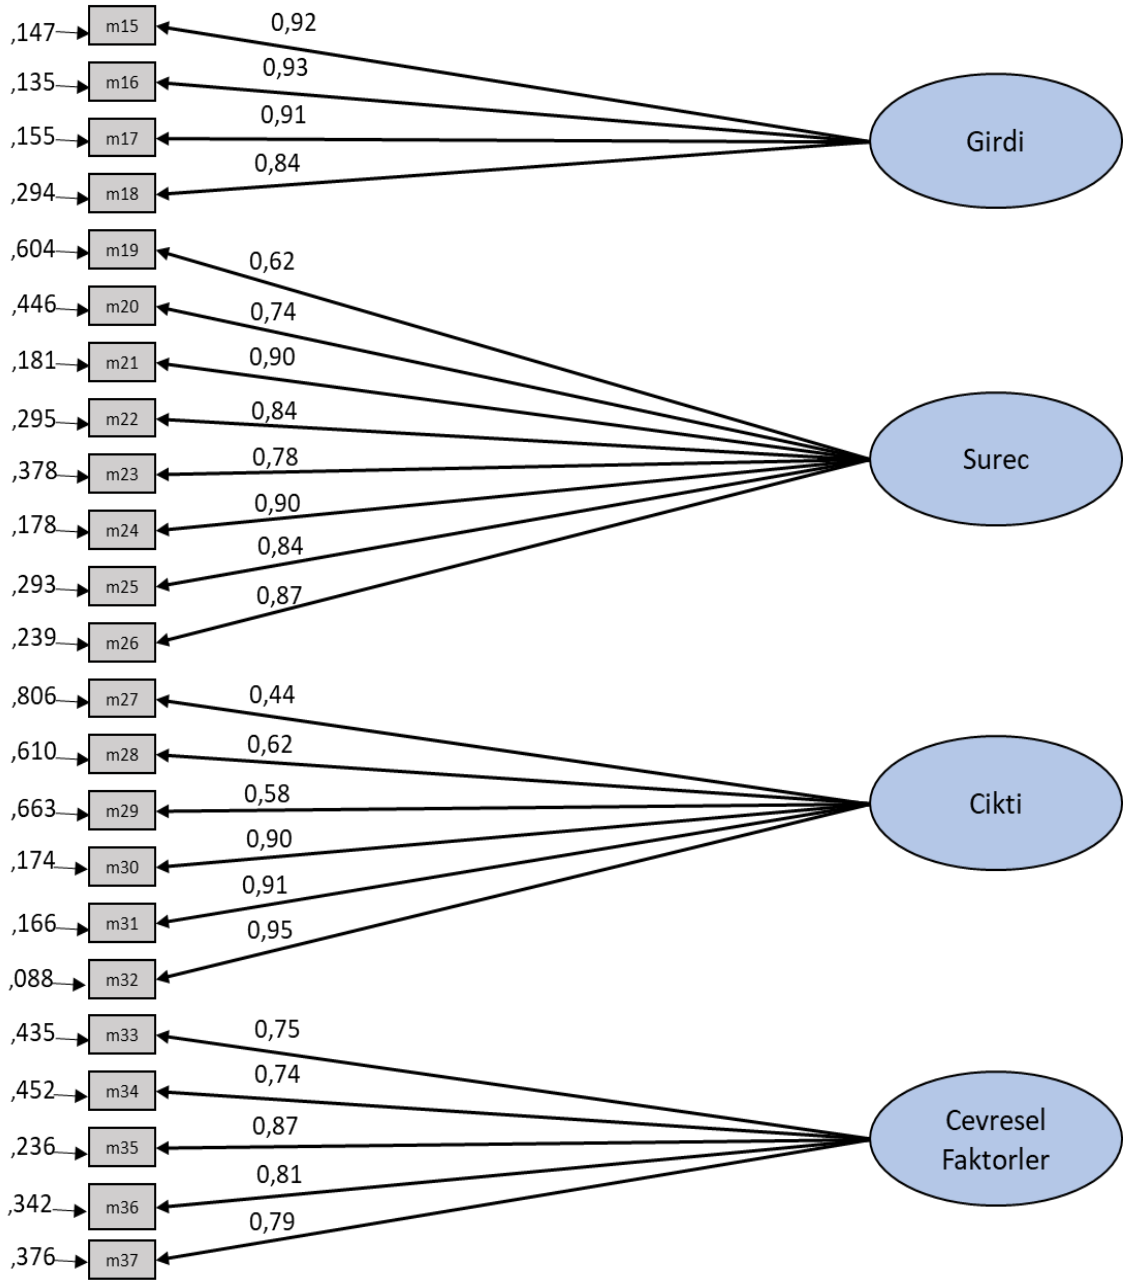 ,147 m15 0,92
,135 m16 0,93
,155 m17 0,91
,294 m18 0,84
Girdi
,604 m19 0,62
,446 m20 0,74
,181 m21 0,90
,295 m22 0,84
,378 m23 0,78
,178 m24 0,90
,293 m25 0,84
,239 m26 0,87
Surec
,806 m27 0,44
,610 m28 0,62
,663 m29 0,58
,174 m30 0,90
,166 m31 0,91
,088 m32 0,95
Cikti
,435 m33 0,75
,452 m34 0,74
,236 m35 0,87
,342 m36 0,81
,376 m37 0,79
Cevresel
Faktorler